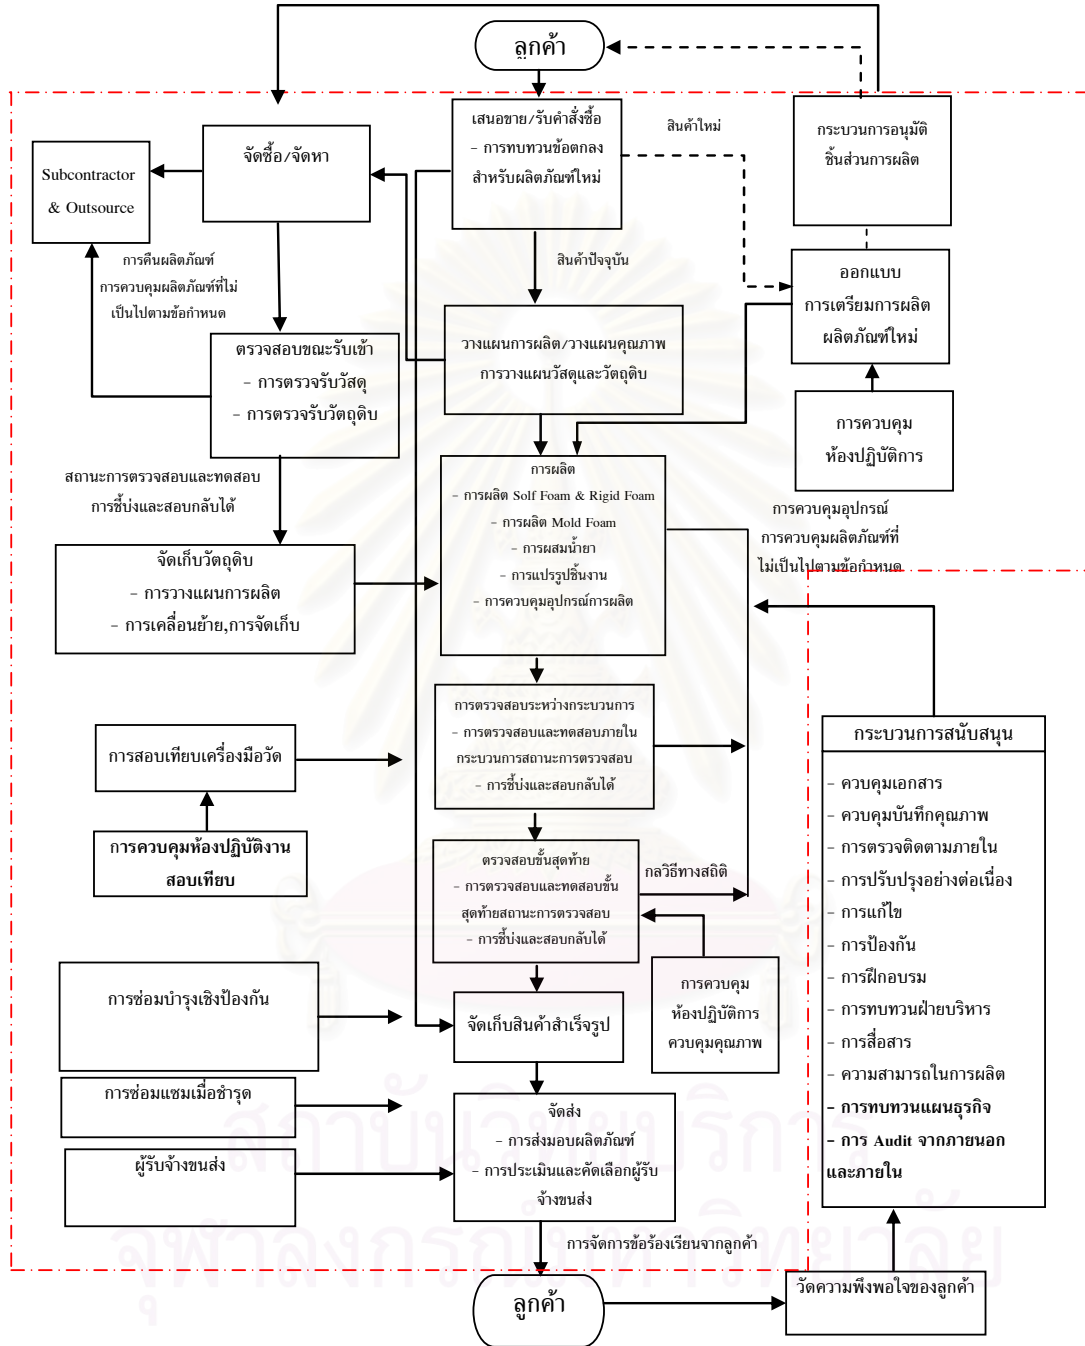 ลูกค้า
เสนอขาย/รับคำสั่งซื้อ
- การทบทวนข้อตกลง
สำหรับผลิตภัณฑ์ใหม่
สินค้าใหม่
กระบวนการอนุมัติ
ชิ้นส่วนการผลิต
จัดซื้อ/จัดหา
Subcontractor
& Outsource
การคืนผลิตภัณฑ์
การควบคุมผลิตภัณฑ์ที่ไม่
เป็นไปตามข้อกำหนด
สินค้าปัจจุบัน
ออกแบบ
การเตรียมการผลิต
ผลิตภัณฑ์ใหม่
ตรวจสอบขณะรับเข้า
- การตรวจรับวัสดุ
- การตรวจรับวัตถุดิบ
วางแผนการผลิต/วางแผนคุณภาพ
การวางแผนวัสดุและวัตถุดิบ
การควบคุม
ห้องปฏิบัติการ
สถานะการตรวจสอบและทดสอบ
การชี้บ่งและสอบกลับได้
การผลิต
- การผลิต Solf Foam & Rigid Foam
- การผลิต Mold Foam
- การผสมน้ำยา
- การแปรรูปชิ้นงาน
- การควบคุมอุปกรณ์การผลิต
การควบคุมอุปกรณ์
การควบคุมผลิตภัณฑ์ที่
ไม่เป็นไปตามข้อกำหนด
จัดเก็บวัตถุดิบ
- การวางแผนการผลิต
- การเคลื่อนย้าย,การจัดเก็บ
การตรวจสอบระหว่างกระบวนการ
- การตรวจสอบและทดสอบภายใน
กระบวนการสถานะการตรวจสอบ
- การชี้บ่งและสอบกลับได้
การสอบเทียบเครื่องมือวัด
การควบคุมห้องปฏิบัติงาน
สอบเทียบ
ตรวจสอบขั้นสุดท้าย
- การตรวจสอบและทดสอบขั้น
สุดท้ายสถานะการตรวจสอบ
- การชี้บ่งและสอบกลับได้
กลวิธีทางสถิติ
การควบคุม
ห้องปฏิบัติการ
ควบคุมคุณภาพ
กระบวนการสนับสนุน
- ควบคุมเอกสาร
- ควบคุมบันทึกคุณภาพ
- การตรวจติดตามภายใน
- การปรับปรุงอย่างต่อเนื่อง
- การแก้ไข
- การป้องกัน
- การฝึกอบรม
- การทบทวนฝ่ายบริหาร
- การสื่อสาร
- ความสามารถในการผลิต
- การทบทวนแผนธุรกิจ
- การ Audit จากภายนอก
และภายใน
การซ่อมบำรุงเชิงป้องกัน
จัดเก็บสินค้าสำเร็จรูป
การซ่อมแซมเมื่อชำรุด
ผู้รับจ้างขนส่ง
จัดส่ง
- การส่งมอบผลิตภัณฑ์
- การประเมินและคัดเลือกผู้รับ
จ้างขนส่ง
การจัดการข้อร้องเรียนจากลูกค้า
ลูกค้า
วัดความพึงพอใจของลูกค้า
สถาบันวิทยบริการ
จุฬาลงกรณ์มหาวิทยาลัย